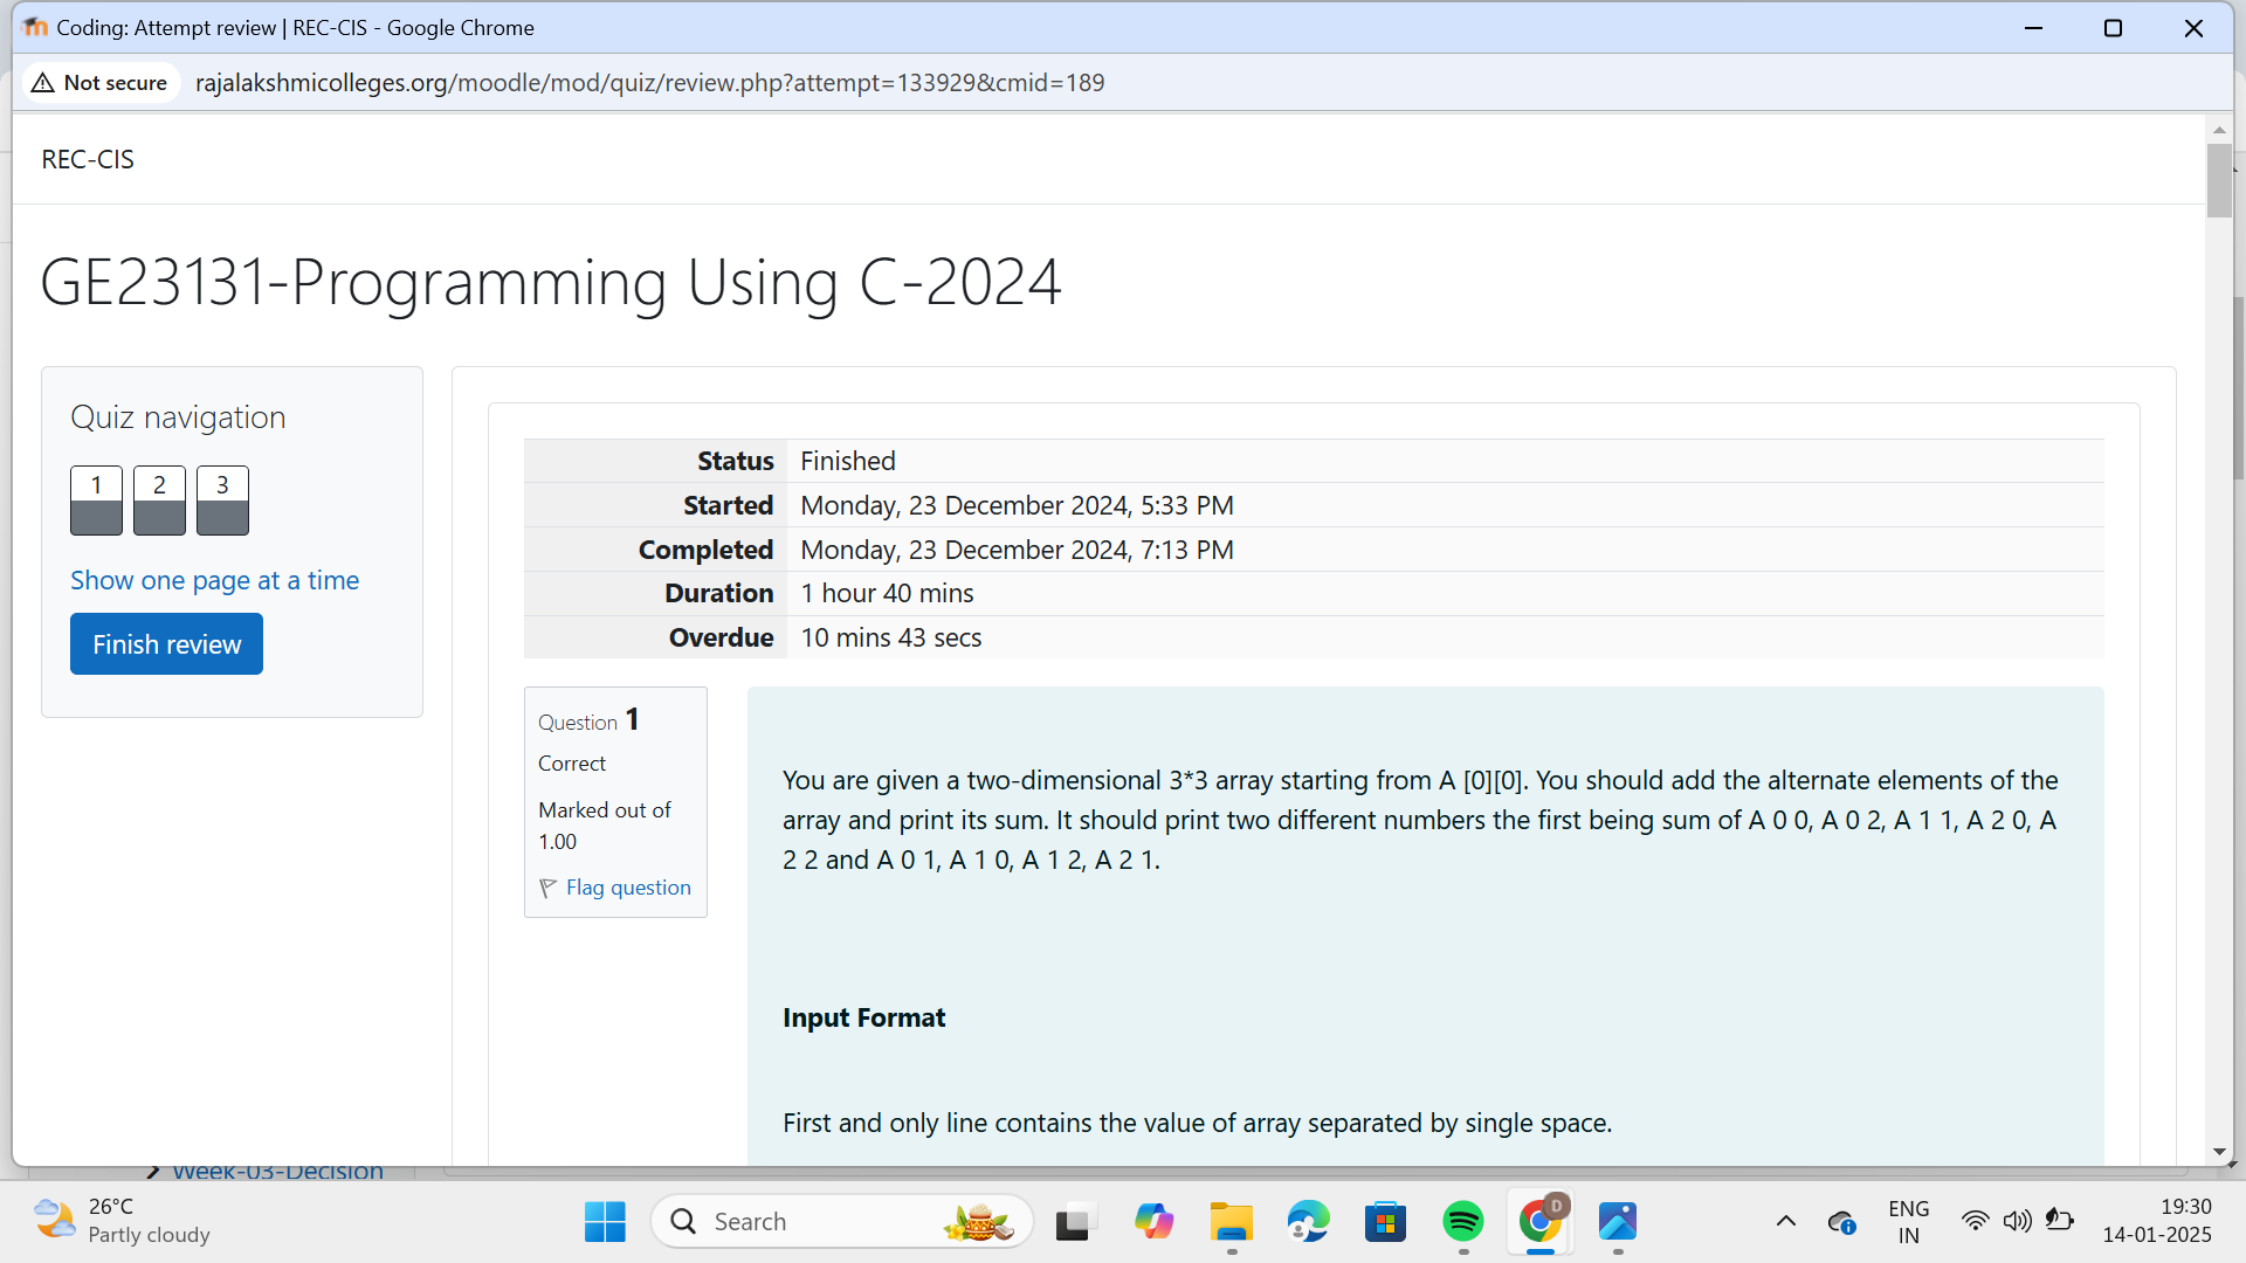 Coding: Attempt review | REC-CIS - Google Chrome
Not secure rajalakshmicolleges.org/moodle/mod/quiz/review.php?attempt=133929&cmid=189
REC-CIS
GE23131-Programming Using C-2024
Quiz navigation
1 2 3
Show one page at a time
Finish review
Status Finished
Started Monday, 23 December 2024, 5:33 PM
Completed Monday, 23 December 2024, 7:13 PM
Duration 1 hour 40 mins
Overdue 10 mins 43 secs
Question 1
Correct
Marked out of
1.00
Flag question
You are given a two-dimensional 3*3 array starting from A [0][0]. You should add the alternate elements of the
array and print its sum. It should print two different numbers the first being sum of A 0 0, A 0 2, A 1 1, A 2 0, A
2 2 and A 0 1, A 1 0, A 1 2, A 2 1.
Input Format
First and only line contains the value of array separated by single space.
Week-03-Decision
26°C
Partly cloudy
Search
D
ENG
IN
19:30
14-01-2025